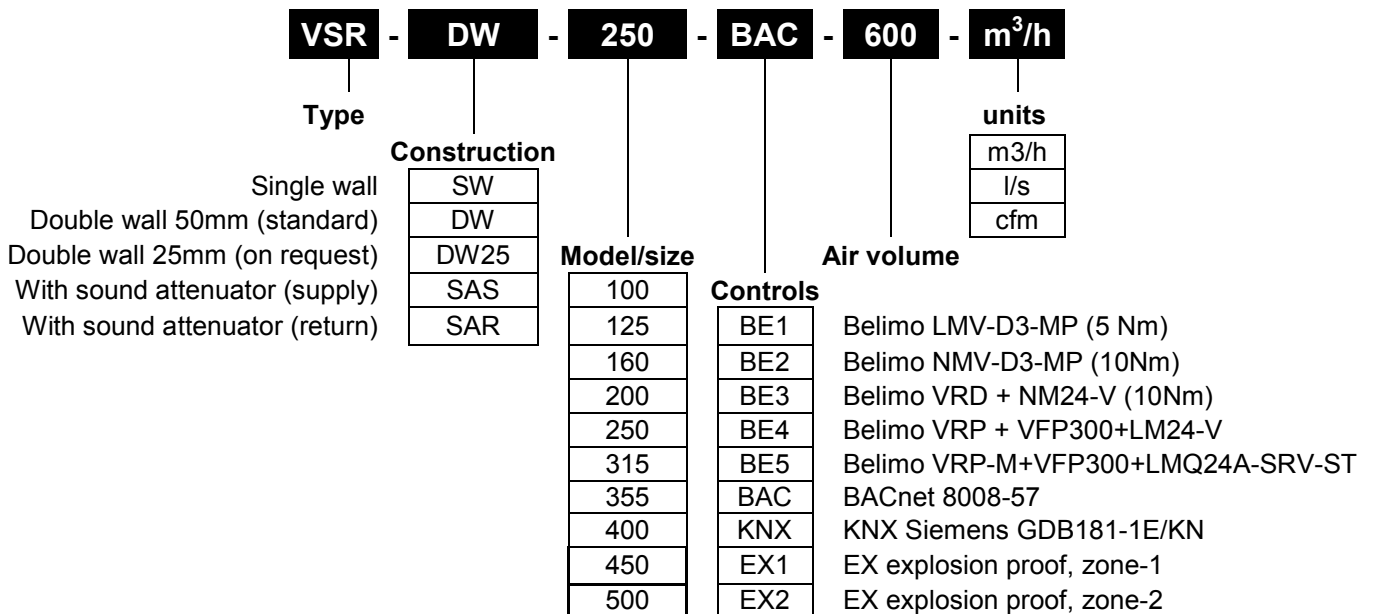 VSR - DW - 250 - BAC - 600 - m³/h
Type units
Construction m3/h
Single wall SW l/s
Double wall 50mm (standard) DW cfm
Double wall 25mm (on request) DW25 Model/size Air volume
With sound attenuator (supply) SAS 100 Controls
With sound attenuator (return) SAR 125 BE1 Belimo LMV-D3-MP (5 Nm)
160 BE2 Belimo NMV-D3-MP (10Nm)
200 BE3 Belimo VRD + NM24-V (10Nm)
250 BE4 Belimo VRP + VFP300+LM24-V
315 BE5 Belimo VRP-M+VFP300+LMQ24A-SRV-ST
355 BAC BACnet 8008-57
400 KNX KNX Siemens GDB181-1E/KN
450 EX1 EX explosion proof, zone-1
500 EX2 EX explosion proof, zone-2